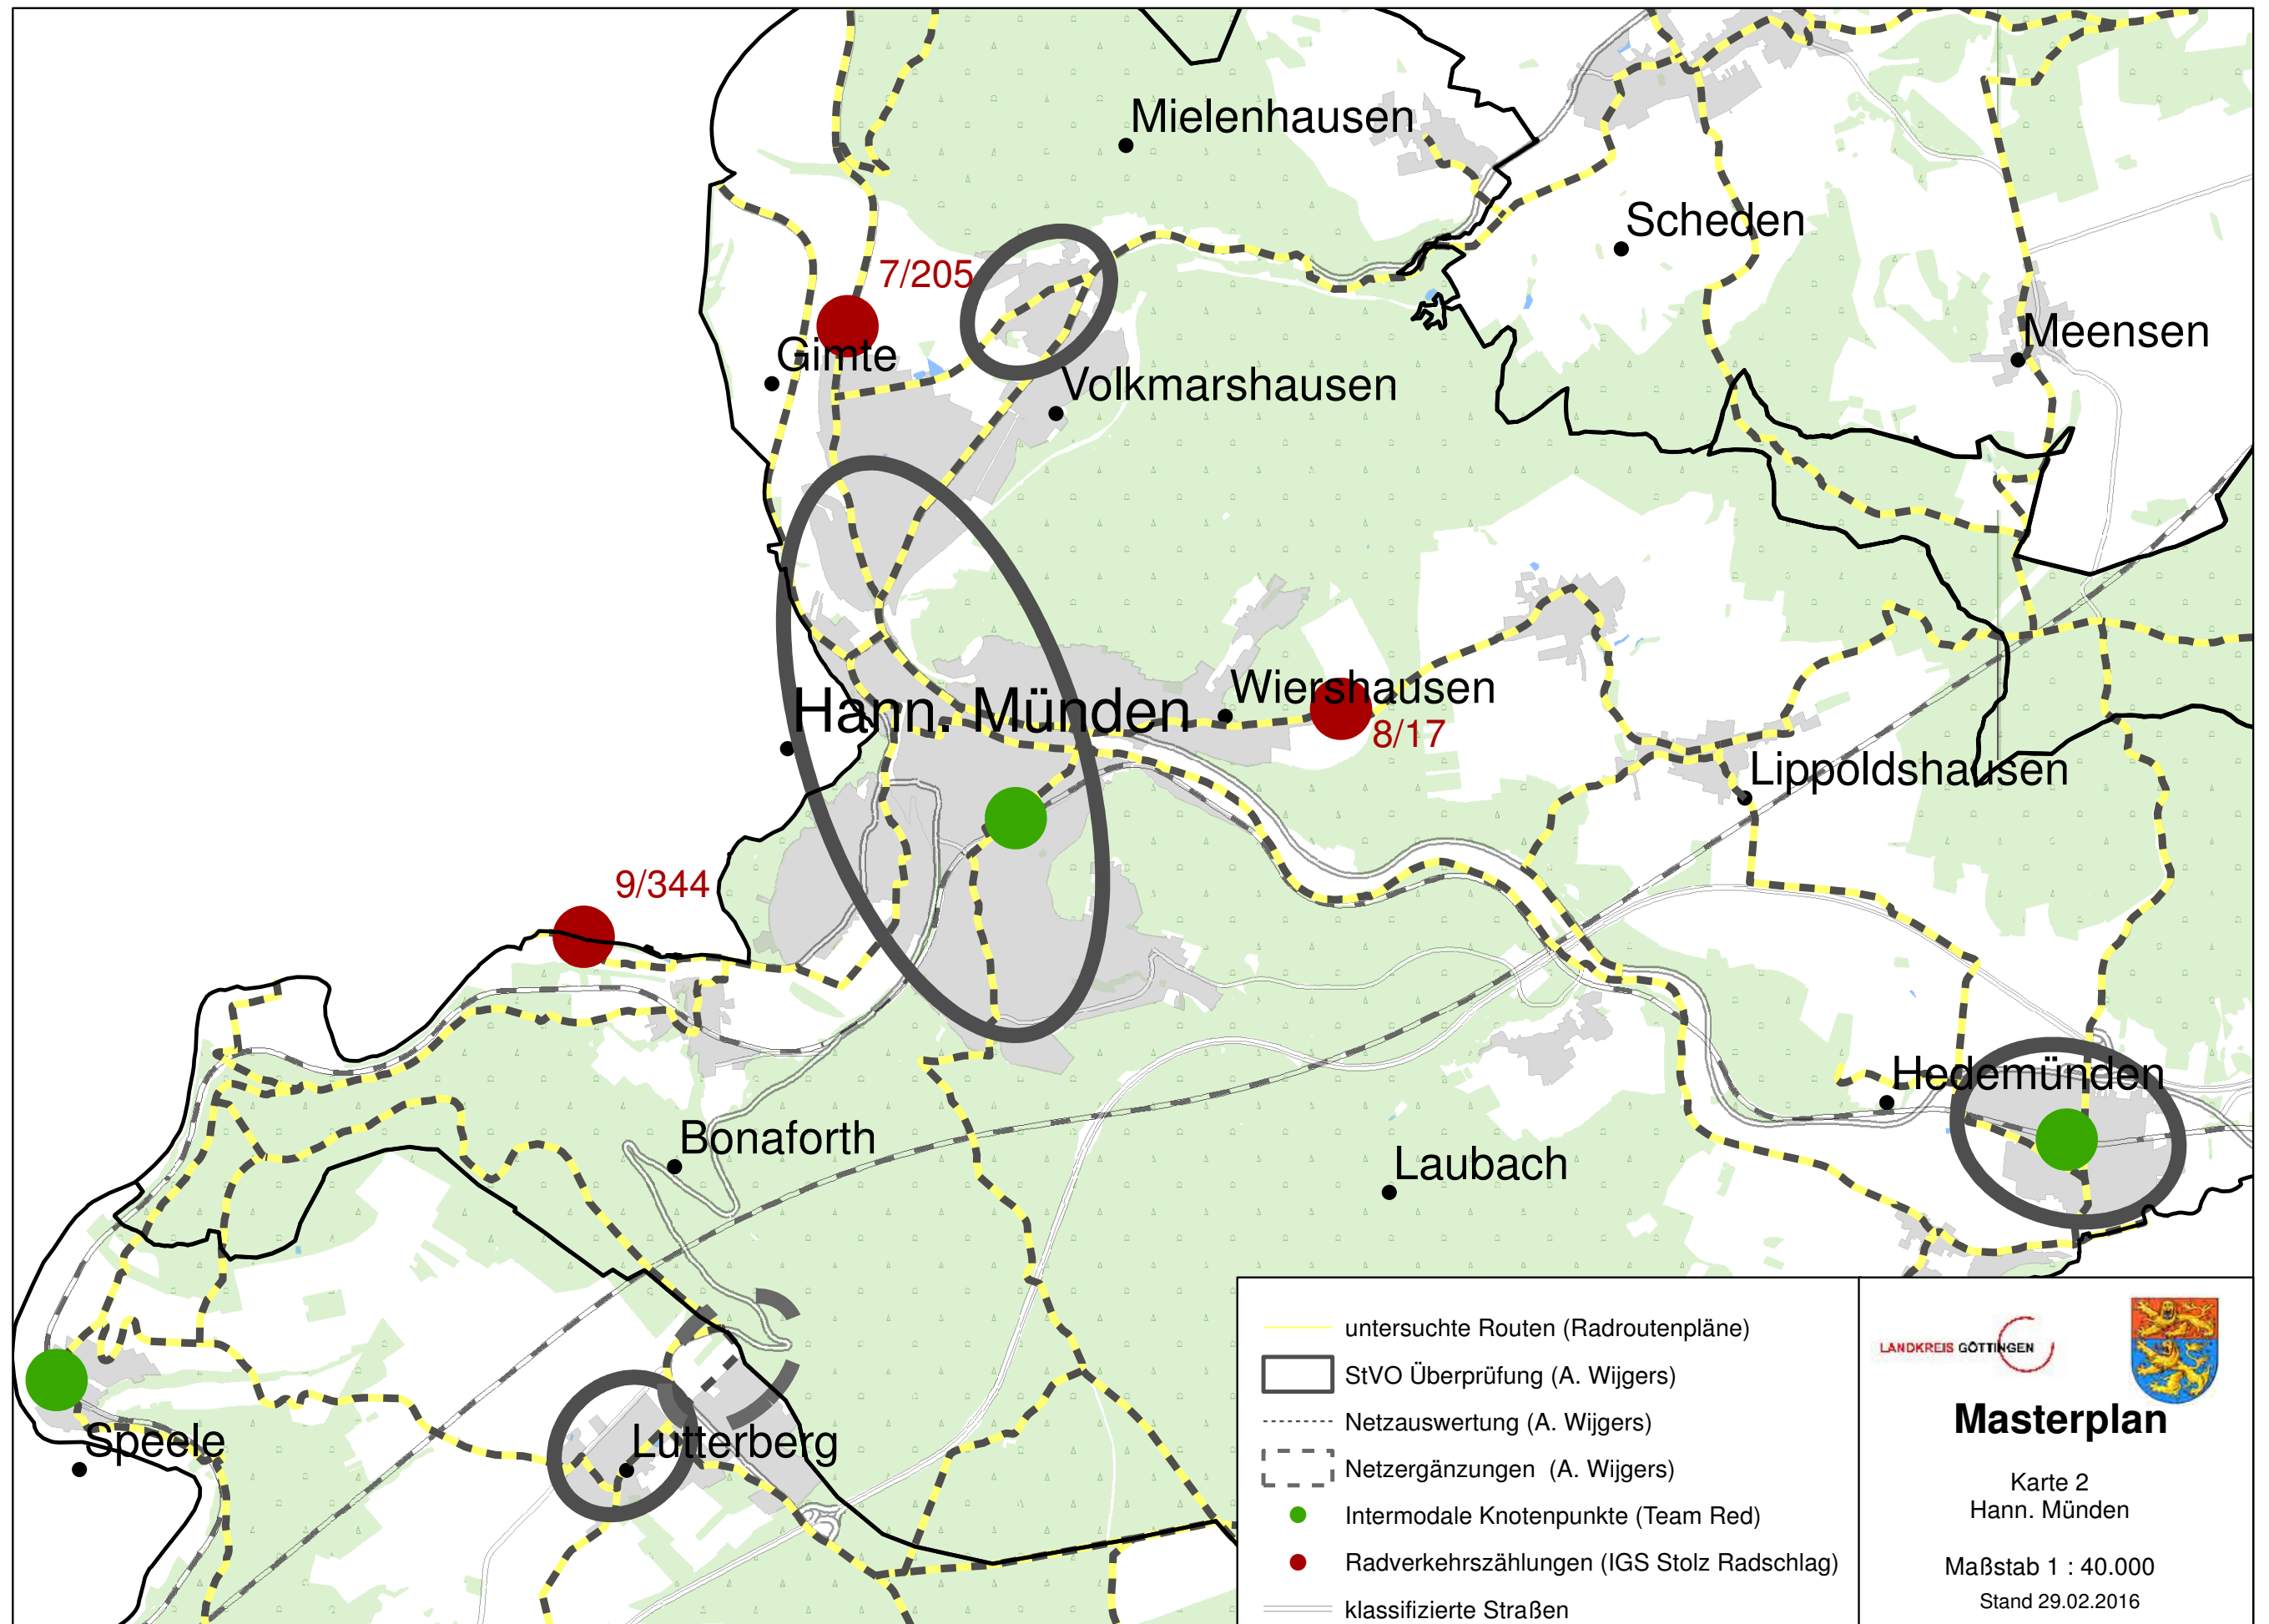 Mielenhausen
Scheden
7/205
Gimte
Meensen
Volkmarshausen
Wiershausen
Hann. Münden
8/17
Lippoldshausen
9/344
Hedemünden
Bonaforth
Laubach
Speele
Lutterberg
untersuchte Routen (Radroutenpläne)
StVO Überprüfung (A. Wijgers)
Netzauswertung (A. Wijgers)
Netzergänzungen (A. Wijgers)
Intermodale Knotenpunkte (Team Red)
Radverkehrszählungen (IGS Stolz Radschlag)
klassifizierte Straßen
LANDKREIS GÖTTINGEN
Masterplan
Karte 2
Hann. Münden
Maßstab 1 : 40.000
Stand 29.02.2016